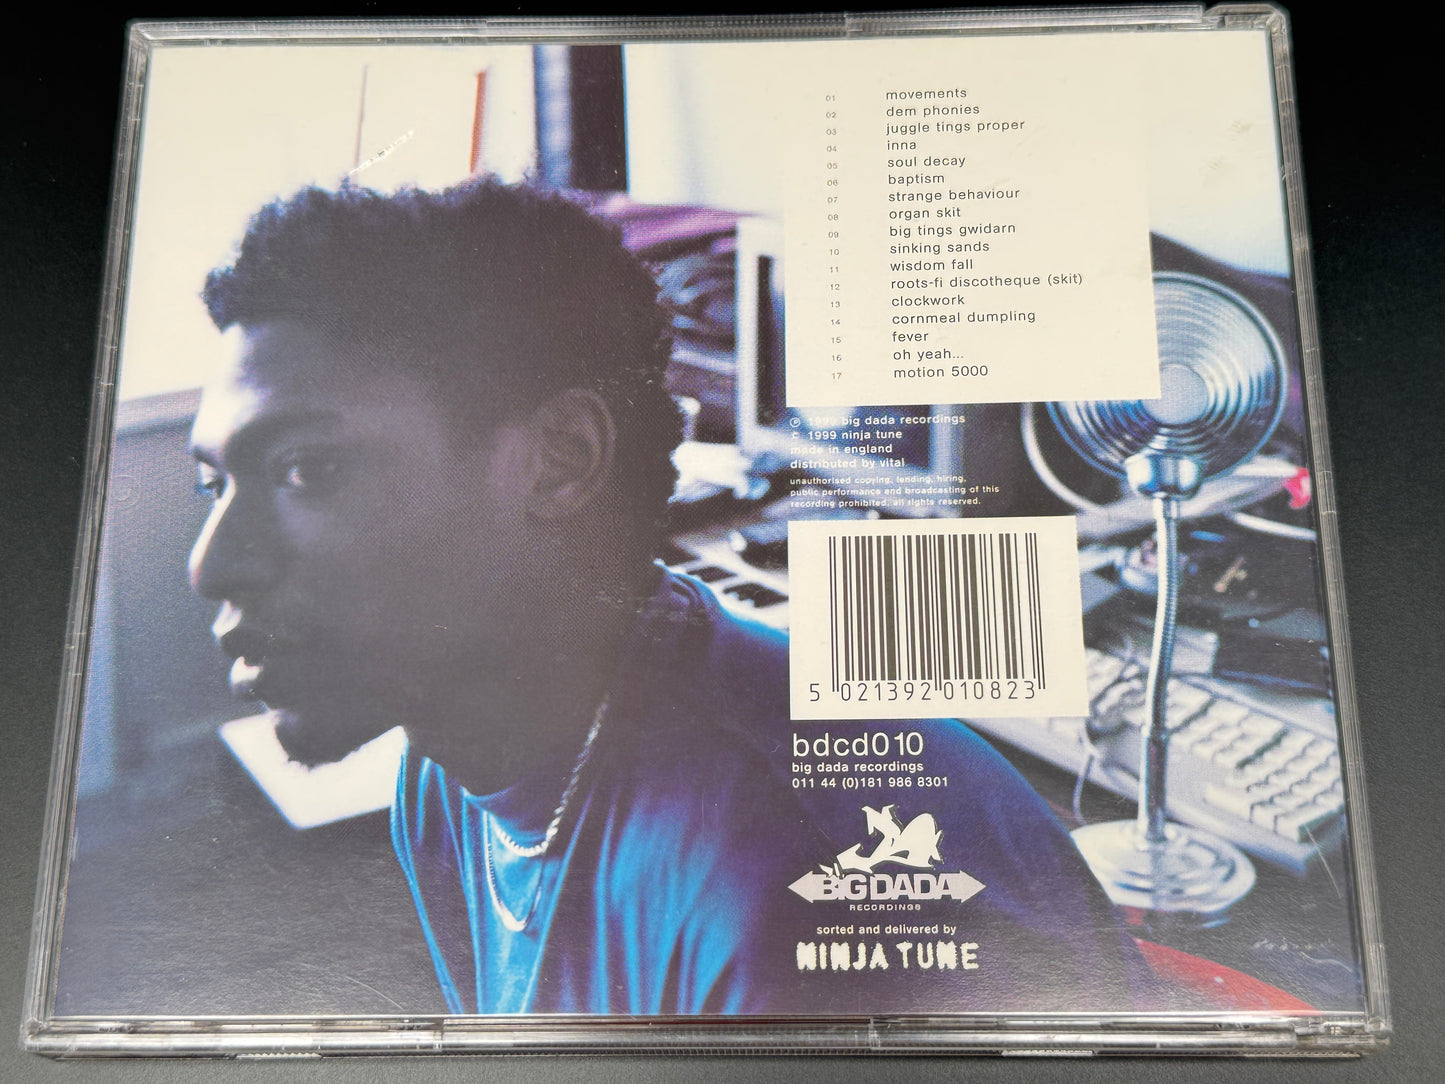 01 movements
02 dem phonies
03 juggle tings proper
04 inna
05 soul decay
06 baptism
07 strange behaviour
08 organ skit
09 big tings gwidarn
10 sinking sands
11 wisdom fall
12 roots-fi discotheque (skit)
13 clockwork
14 cornmeal dumpling
15 fever
16 oh yeah...
17 motion 5000
℗ 1999 big dada recordings
© 1999 ninja tune
made in england
distributed by vital
unauthorised copying, lending, hiring,
public performance and broadcasting of this
recording prohibited. all rights reserved.
5 021392 010823
bdcd010
big dada recordings
011 44 (0)181 986 8301
BIG DADA
RECORDINGS
sorted and delivered by
NINJA TUNE